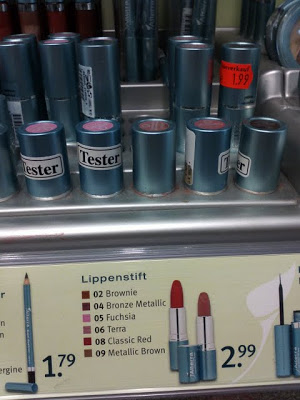 Tester
1.99
Tester
Tester
Lippenstift
02 Brownie
04 Bronze Metallic
05 Fuchsia
06 Terra
08 Classic Red
09 Metallic Brown
ergine
1.79
2.99